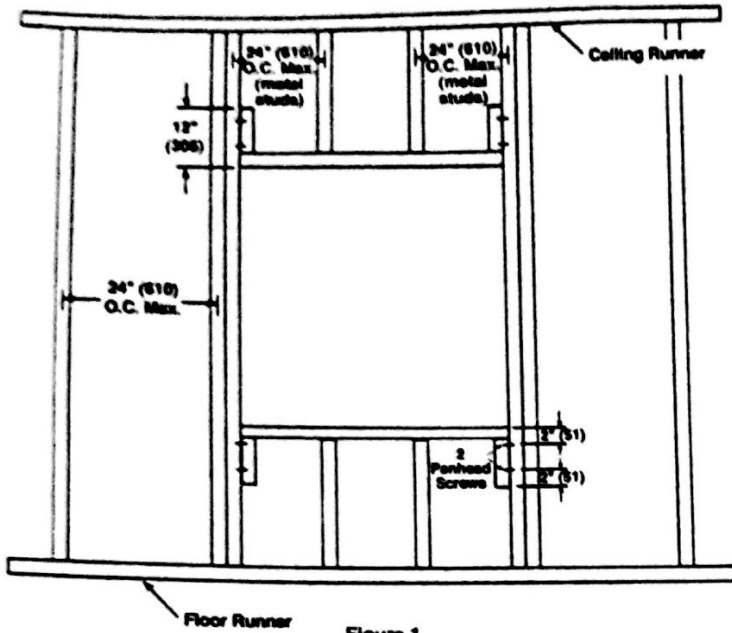 24" (610)
O.C. Max.
(metal
studs)
24" (610)
O.C. Max.
(metal
studs)
Ceiling Runner
12"
(305)
24" (610)
O.C. Max.
2" (51)
2
Panhead
Screws
2" (51)
Floor Runner
Figure 1